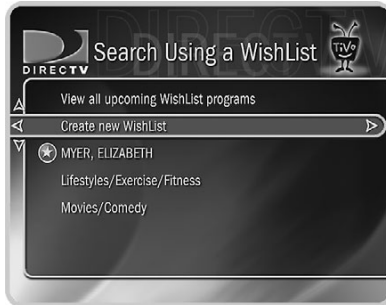 DIRECTV
Search Using a WishList
TiVo
View all upcoming WishList programs
Create new WishList
MYER, ELIZABETH
Lifestyles/Exercise/Fitness
Movies/Comedy